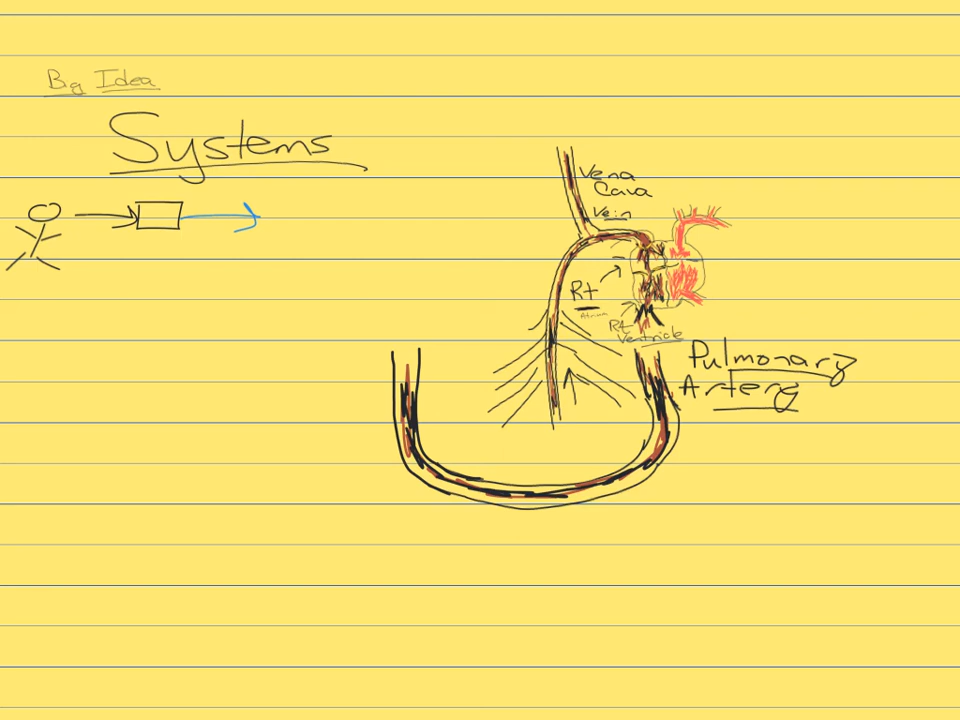 Big Idea
Systems
Vena
Cava
Vein
Rt
Atrium
Rt
Ventricle
Pulmonary
Artery